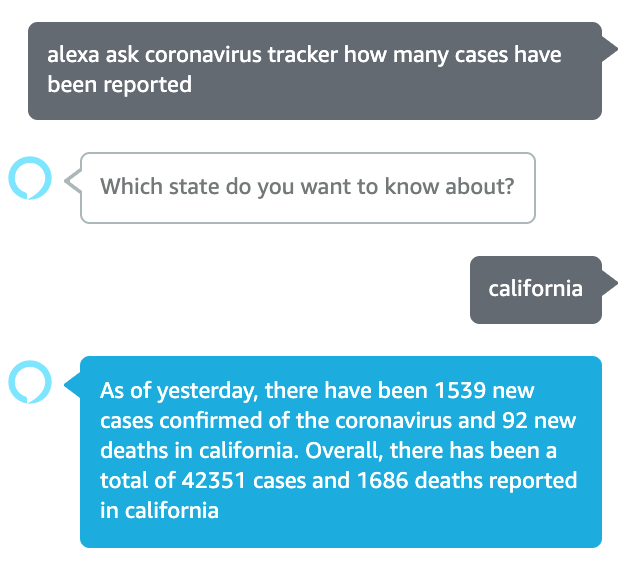 alexa ask coronavirus tracker how many cases have
been reported
Which state do you want to know about?
california
As of yesterday, there have been 1539 new
cases confirmed of the coronavirus and 92 new
deaths in california. Overall, there has been a
total of 42351 cases and 1686 deaths reported
in california